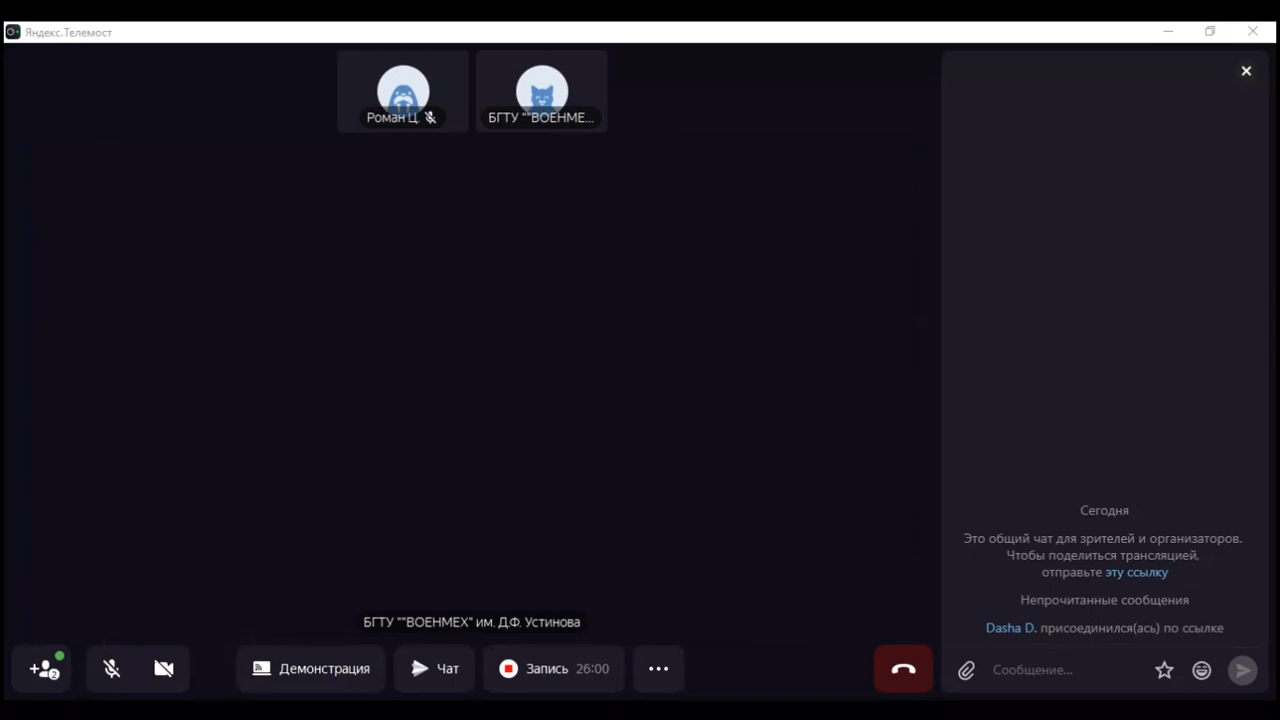 Яндекс.Телемост
Роман Ц.
БГТУ ""ВОЕНМЕ...
Сегодня
Это общий чат для зрителей и организаторов.
Чтобы поделиться трансляцией,
отправьте эту ссылку
Непрочитанные сообщения
Dasha D. присоединился(ась) по ссылке
БГТУ ""ВОЕНМЕХ" им. Д.Ф. Устинова
2
Демонстрация
Чат
Запись 26:00
Сообщение...